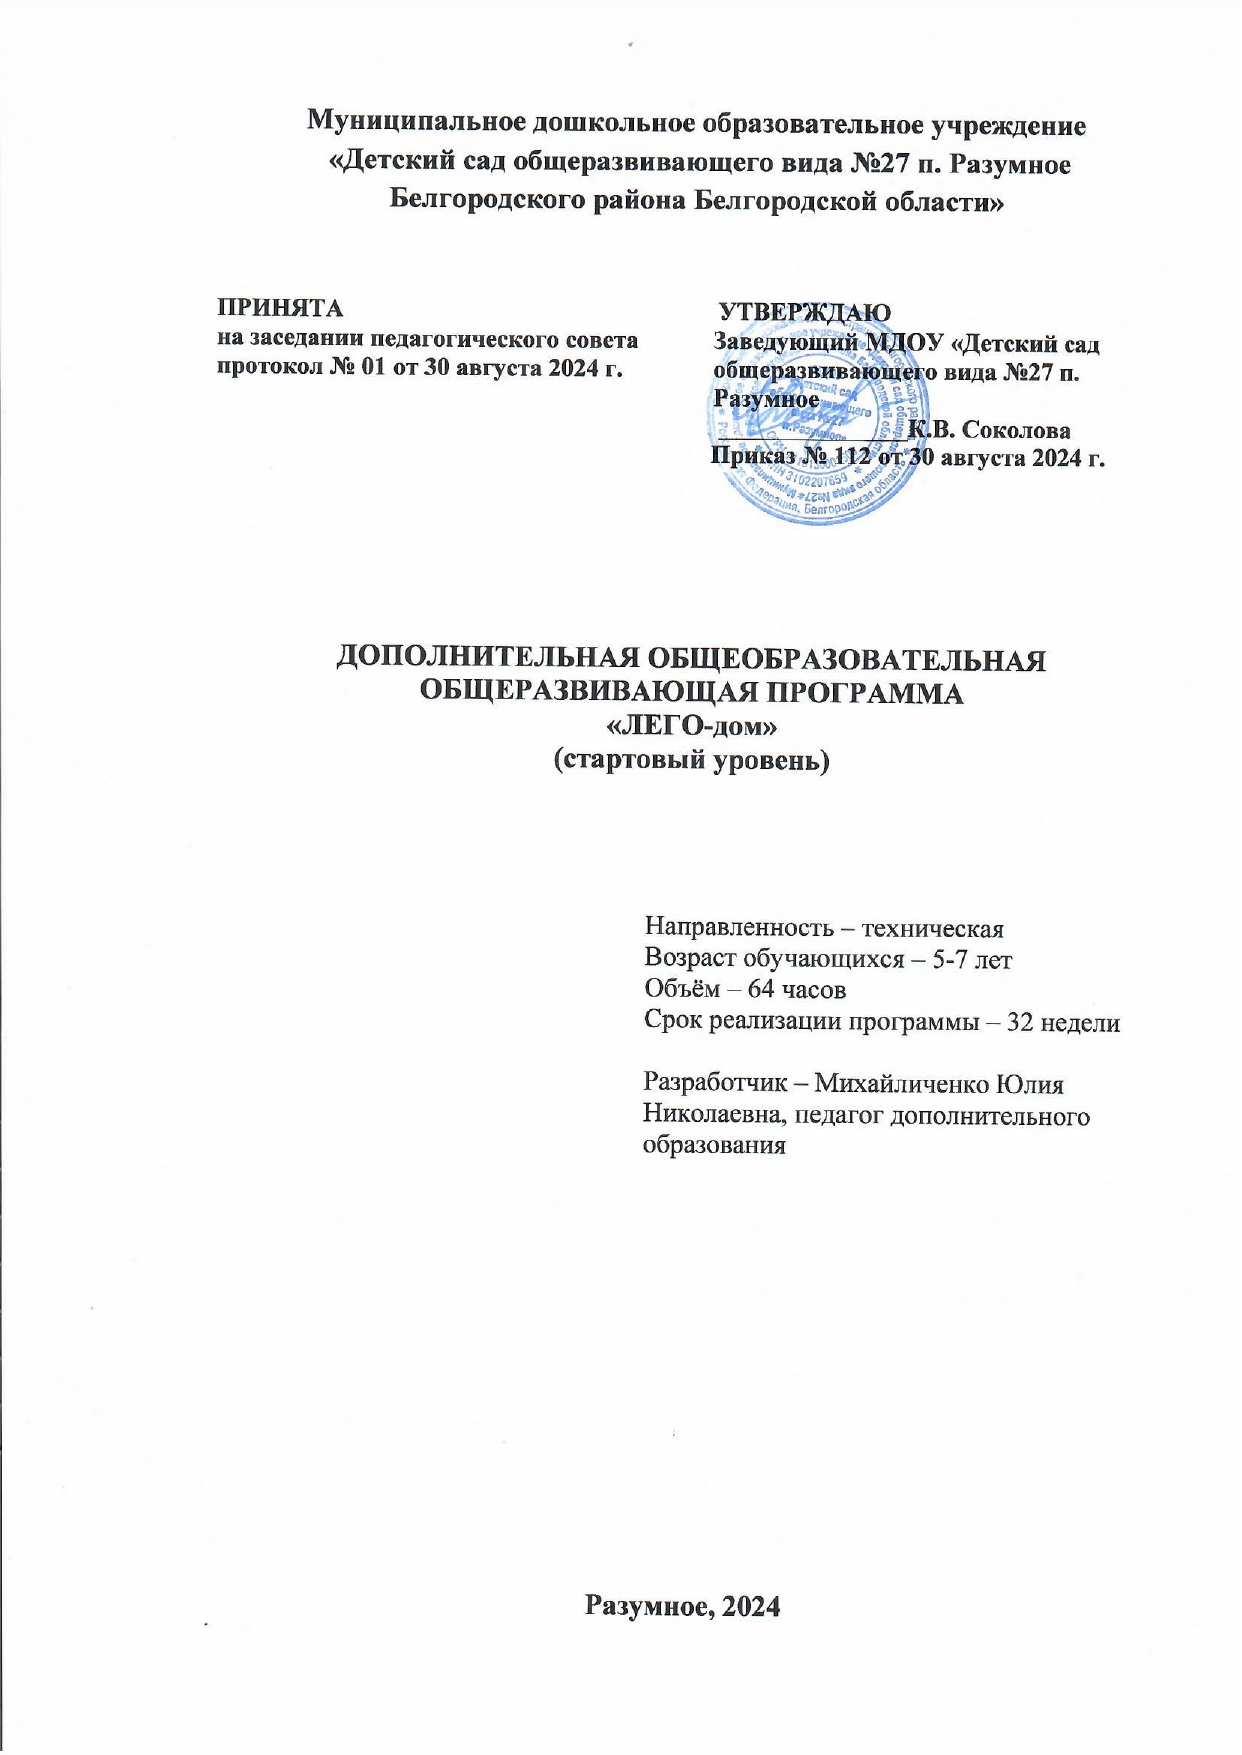 Муниципальное дошкольное образовательное учреждение
«Детский сад общеразвивающего вида №27 п. Разумное
Белгородского района Белгородской области»
ПРИНЯТА
на заседании педагогического совета
протокол № 01 от 30 августа 2024 г.
УТВЕРЖДАЮ
Заведующий МДОУ «Детский сад
общеразвивающего вида №27 п.
Разумное
_______________К.В. Соколова
Приказ № 112 от 30 августа 2024 г.
ДОПОЛНИТЕЛЬНАЯ ОБЩЕОБРАЗОВАТЕЛЬНАЯ
ОБЩЕРАЗВИВАЮЩАЯ ПРОГРАММА
«ЛЕГО-дом»
(стартовый уровень)
Направленность – техническая
Возраст обучающихся – 5-7 лет
Объём – 64 часов
Срок реализации программы – 32 недели
Разработчик – Михайличенко Юлия
Николаевна, педагог дополнительного
образования
Разумное, 2024